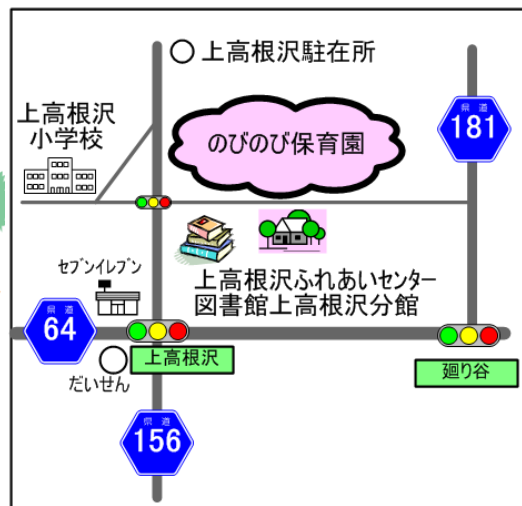 上高根沢駐在所
上高根沢
小学校
のびのび保育園
県道
181
セブンイレブン
上高根沢ふれあいセンター
図書館上高根沢分館
県道
64
上高根沢
廻り谷
だいせん
県道
156